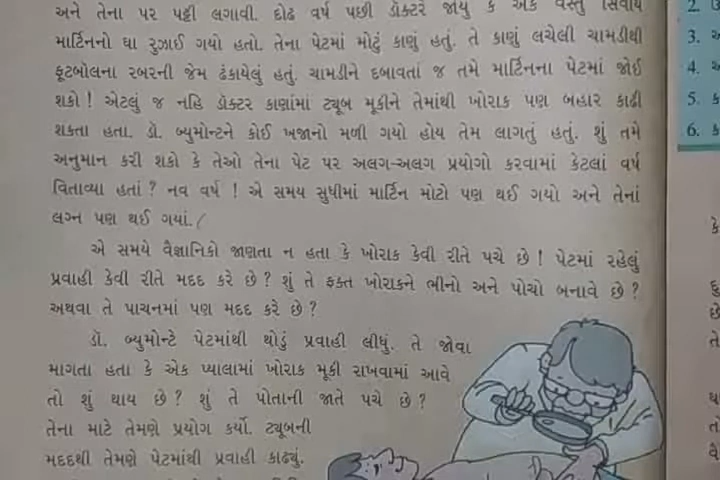 અને તેના પર પટ્ટી લગાવી. દોઢ વર્ષ પછી ડૉક્ટરે જોયું કે એક વસ્તુ સિવાય
માર્ટિનનો ઘા રુઝાઈ ગયો હતો. તેના પેટમાં મોટું કાણું હતું. તે કાણું લચેલી ચામડીથી
ફૂટબોલના રબરની જેમ ઢંકાયેલું હતું. ચામડીને દબાવતાં જ તમે માર્ટિનના પેટમાં જોઈ
શકો ! એટલું જ નહિ ડૉક્ટર કાણાંમાં ટ્યૂબ મૂકીને તેમાંથી ખોરાક પણ બહાર કાઢી
શકતા હતા. ડૉ. બ્યુમોન્ટને કોઈ ખજાનો મળી ગયો હોય તેમ લાગતું હતું. શું તમે
અનુમાન કરી શકો કે તેઓ તેના પેટ પર અલગ-અલગ પ્રયોગો કરવામાં કેટલાં વર્ષ
વિતાવ્યા હતાં ? નવ વર્ષ ! એ સમય સુધીમાં માર્ટિન મોટો પણ થઈ ગયો અને તેનાં
લગ્ન પણ થઈ ગયાં.
એ સમયે વૈજ્ઞાનિકો જાણતા ન હતા કે ખોરાક કેવી રીતે પચે છે ! પેટમાં રહેલું
પ્રવાહી કેવી રીતે મદદ કરે છે ? શું તે ફક્ત ખોરાકને ભીનો અને પોચો બનાવે છે ?
અથવા તે પાચનમાં પણ મદદ કરે છે ?
ડૉ. બ્યુમોન્ટે પેટમાંથી થોડું પ્રવાહી લીધું. તે જોવા
માગતા હતા કે એક પ્યાલામાં ખોરાક મૂકી રાખવામાં આવે
તો શું થાય છે ? શું તે પોતાની જાતે પચે છે ?
તેના માટે તેમણે પ્રયોગ કર્યો. ટ્યૂબની
મદદથી તેમણે પેટમાંથી પ્રવાહી કાઢ્યું.
2.
3.
4.
5.
6.